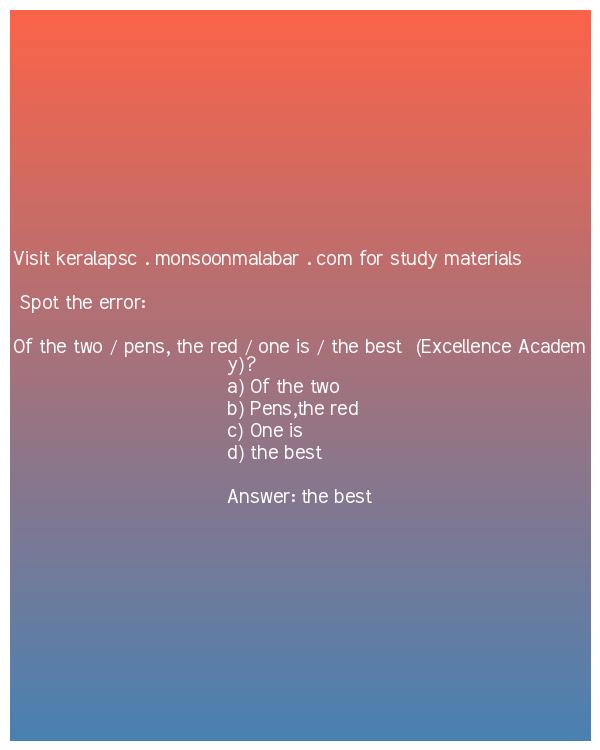 Visit keralapsc . monsoonmalabar . com for study materials
Spot the error:
Of the two / pens, the red / one is / the best (Excellence Academ
y)?
a) Of the two
b) Pens,the red
c) One is
d) the best
Answer: the best